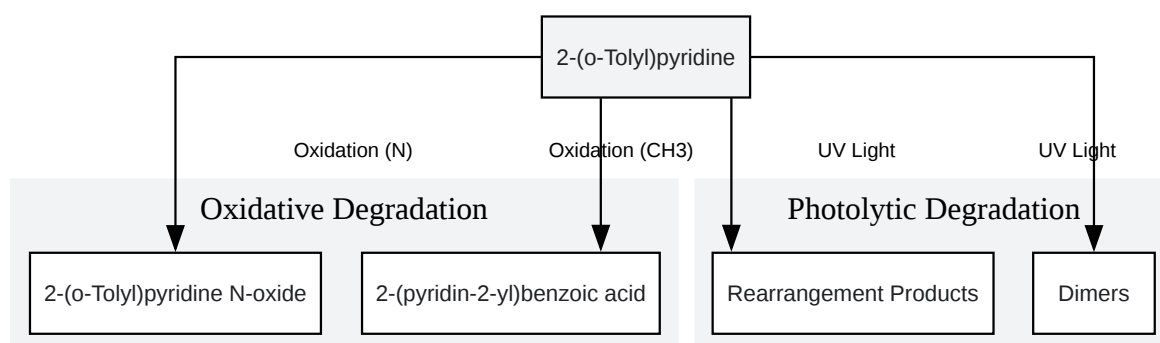 2-(o-Tolyl)pyridine
Oxidation (N)
Oxidation (CH3)
UV Light
UV Light
Oxidative Degradation
Photolytic Degradation
2-(o-Tolyl)pyridine N-oxide
2-(pyridin-2-yl)benzoic acid
Rearrangement Products
Dimers